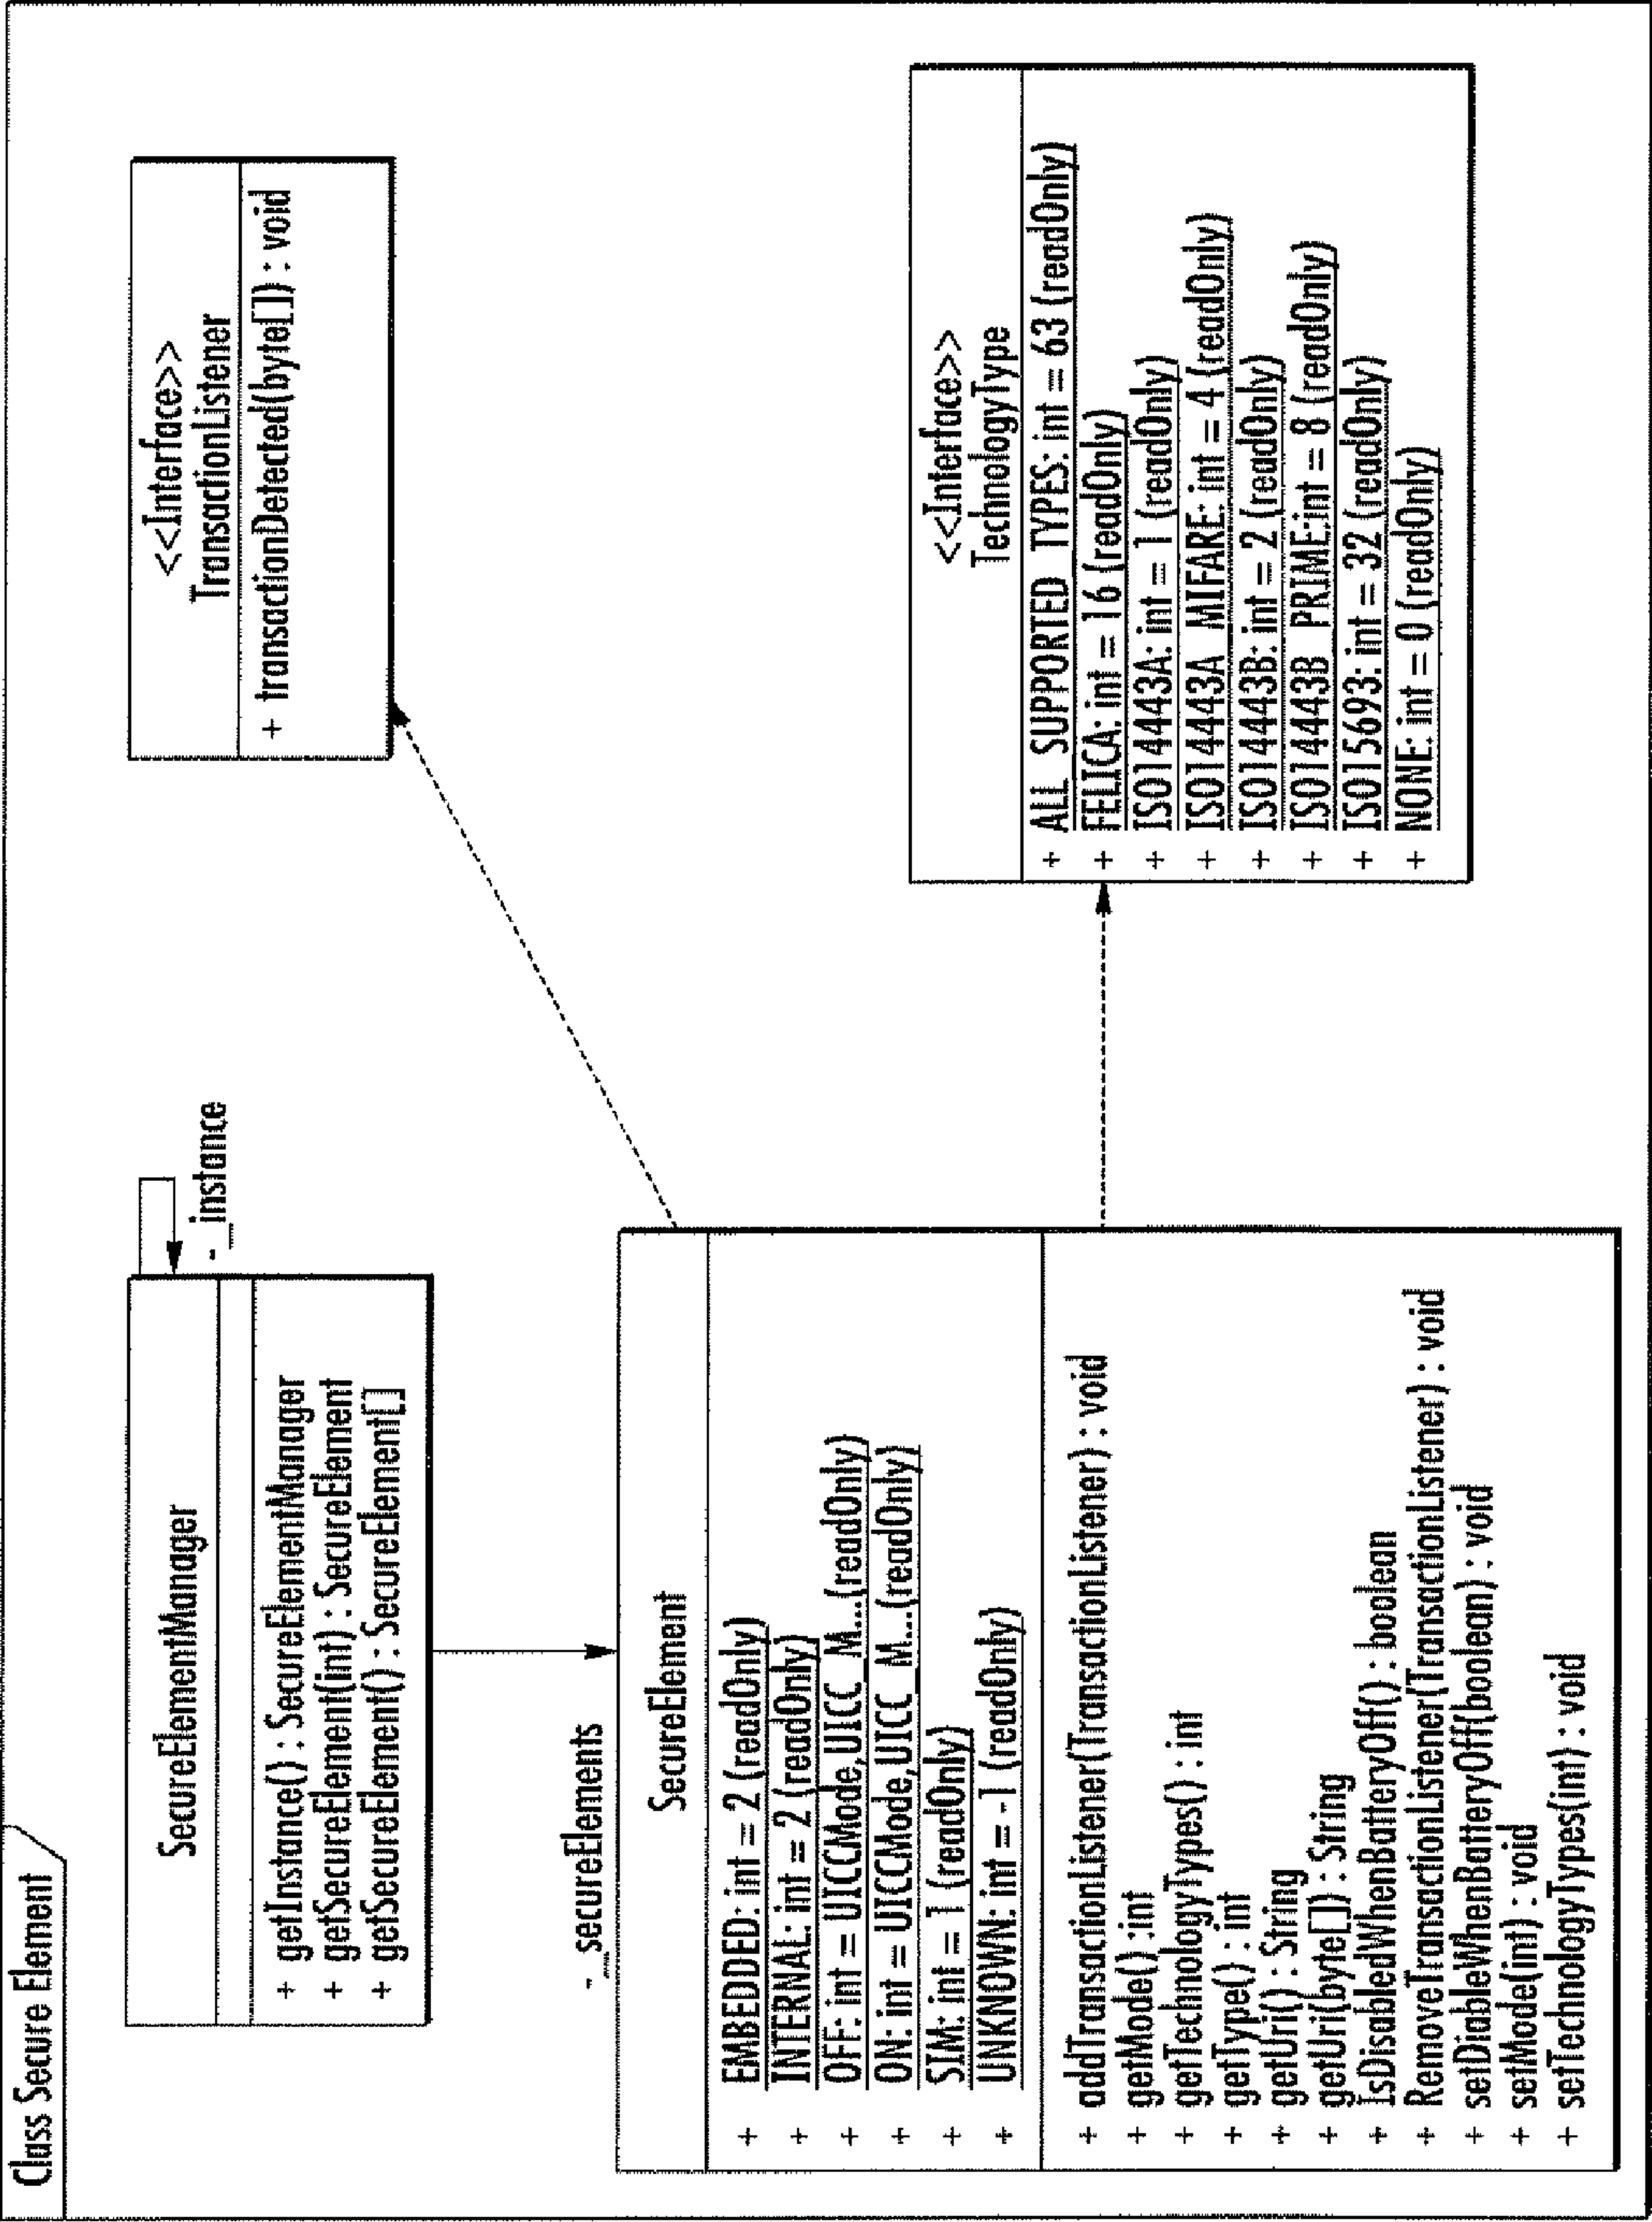 Class Secure Element
SecureElementManager
+ getInstance() : SecureElementManager
+ getSecureElement(int) : SecureElement
+ getSecureElement() : SecureElement[]
- _instance
- _secureElements
<<Interface>>
TransactionListener
+ transactionDetected(byte[]) : void
SecureElement
+ EMBEDDED: int = 2 (readOnly)
+ INTERNAL: int = 2 (readOnly)
+ OFF: int = UICCMode,UICC_M...(readOnly)
+ ON: int = UICCMode,UICC_M...(readOnly)
+ SIM: int = 1 (readOnly)
+ UNKNOWN: int = -1 (readOnly)
+ addTransactionListener(TransactionListener) : void
+ getMode() :int
+ getTechnologyTypes() : int
+ getType() : int
+ getUri() : String
+ getUri(byte[]) : String
+ IsDisabledWhenBatteryOff() : boolean
+ RemoveTransactionListener(TransactionListener) : void
+ setDiableWhenBatteryOff(boolean) : void
+ setMode(int) : void
+ setTechnologyTypes(int) : void
<<Interface>>
TechnologyType
+ ALL_SUPPORTED_TYPES: int = 63 (readOnly)
+ FELICA: int = 16 (readOnly)
+ ISO14443A: int = 1 (readOnly)
+ ISO14443A_MIFARE: int = 4 (readOnly)
+ ISO14443B: int = 2 (readOnly)
+ ISO14443B_PRIME:int = 8 (readOnly)
+ ISO15693: int = 32 (readOnly)
+ NONE: int = 0 (readOnly)